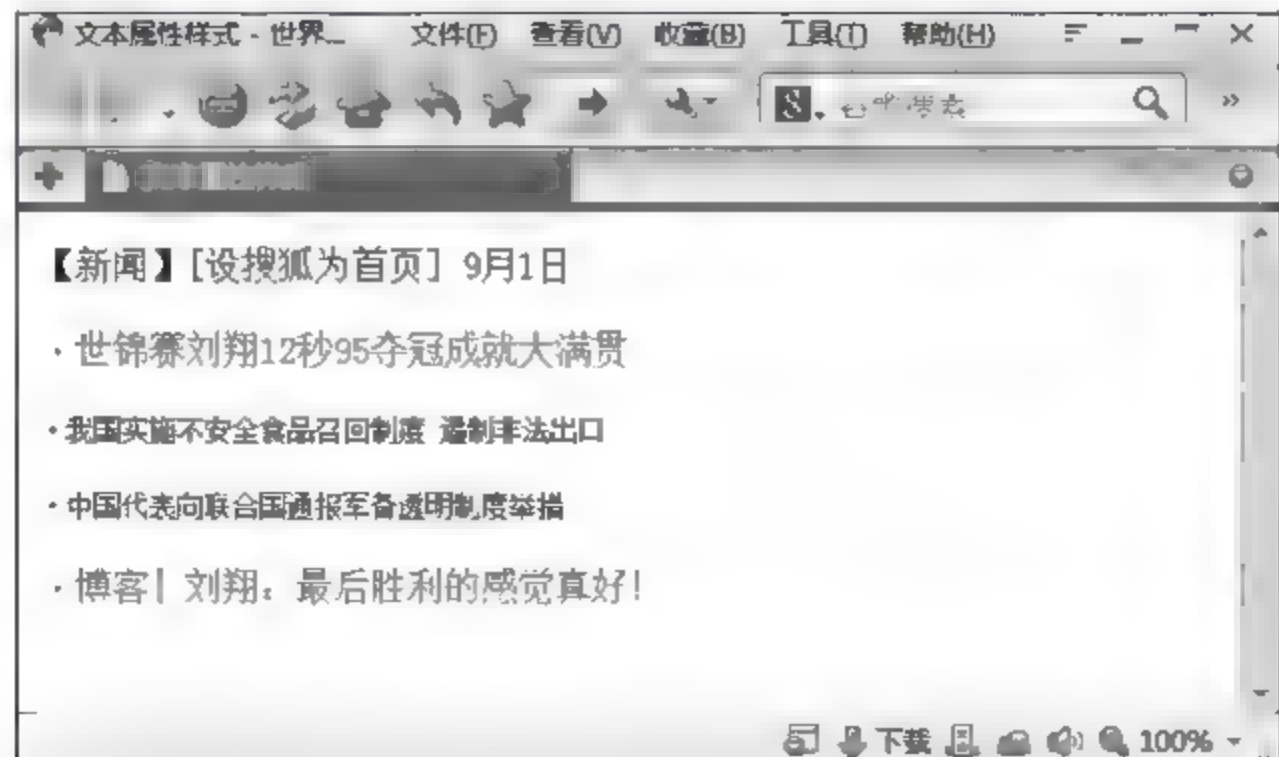 文本属性样式 - 世界... 文件(F) 查看(V) 收藏(B) 工具(T) 帮助(H)
【新闻】[设搜狐为首页] 9月1日
· 世锦赛刘翔12秒95夺冠成就大满贯
· 我国实施不安全食品召回制度 遏制非法出口
· 中国代表向联合国通报军备透明制度举措
· 博客| 刘翔：最后胜利的感觉真好!
下载 100%